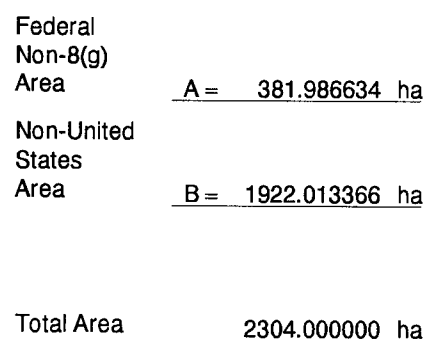 Federal
Non-8(g)
Area A = 381.986634 ha
Non-United
States
Area B = 1922.013366 ha
Total Area 2304.000000 ha